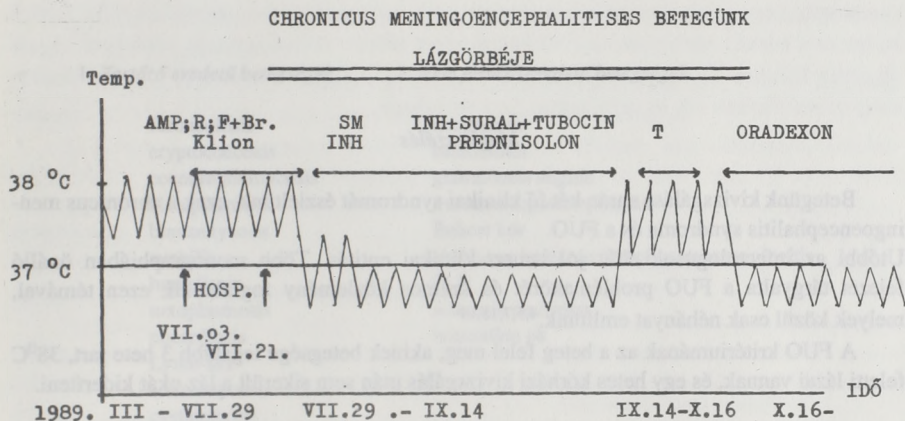 CHRONICUS MENINGOENCEPHALITISES BETEGÜNK
LÁZGÖRBÉJE
Temp.
AMP;R;F+Br.
Klion
SM
INH
INH+SURAL+TUBOCIN
PREDNISOLON
T
ORADEXON
38 °C
37 °C
HOSP.
VII.03.
VII.21.
IDŐ
1989. III - VII.29
VII.29 .- IX.14
IX.14-X.16
X.16-